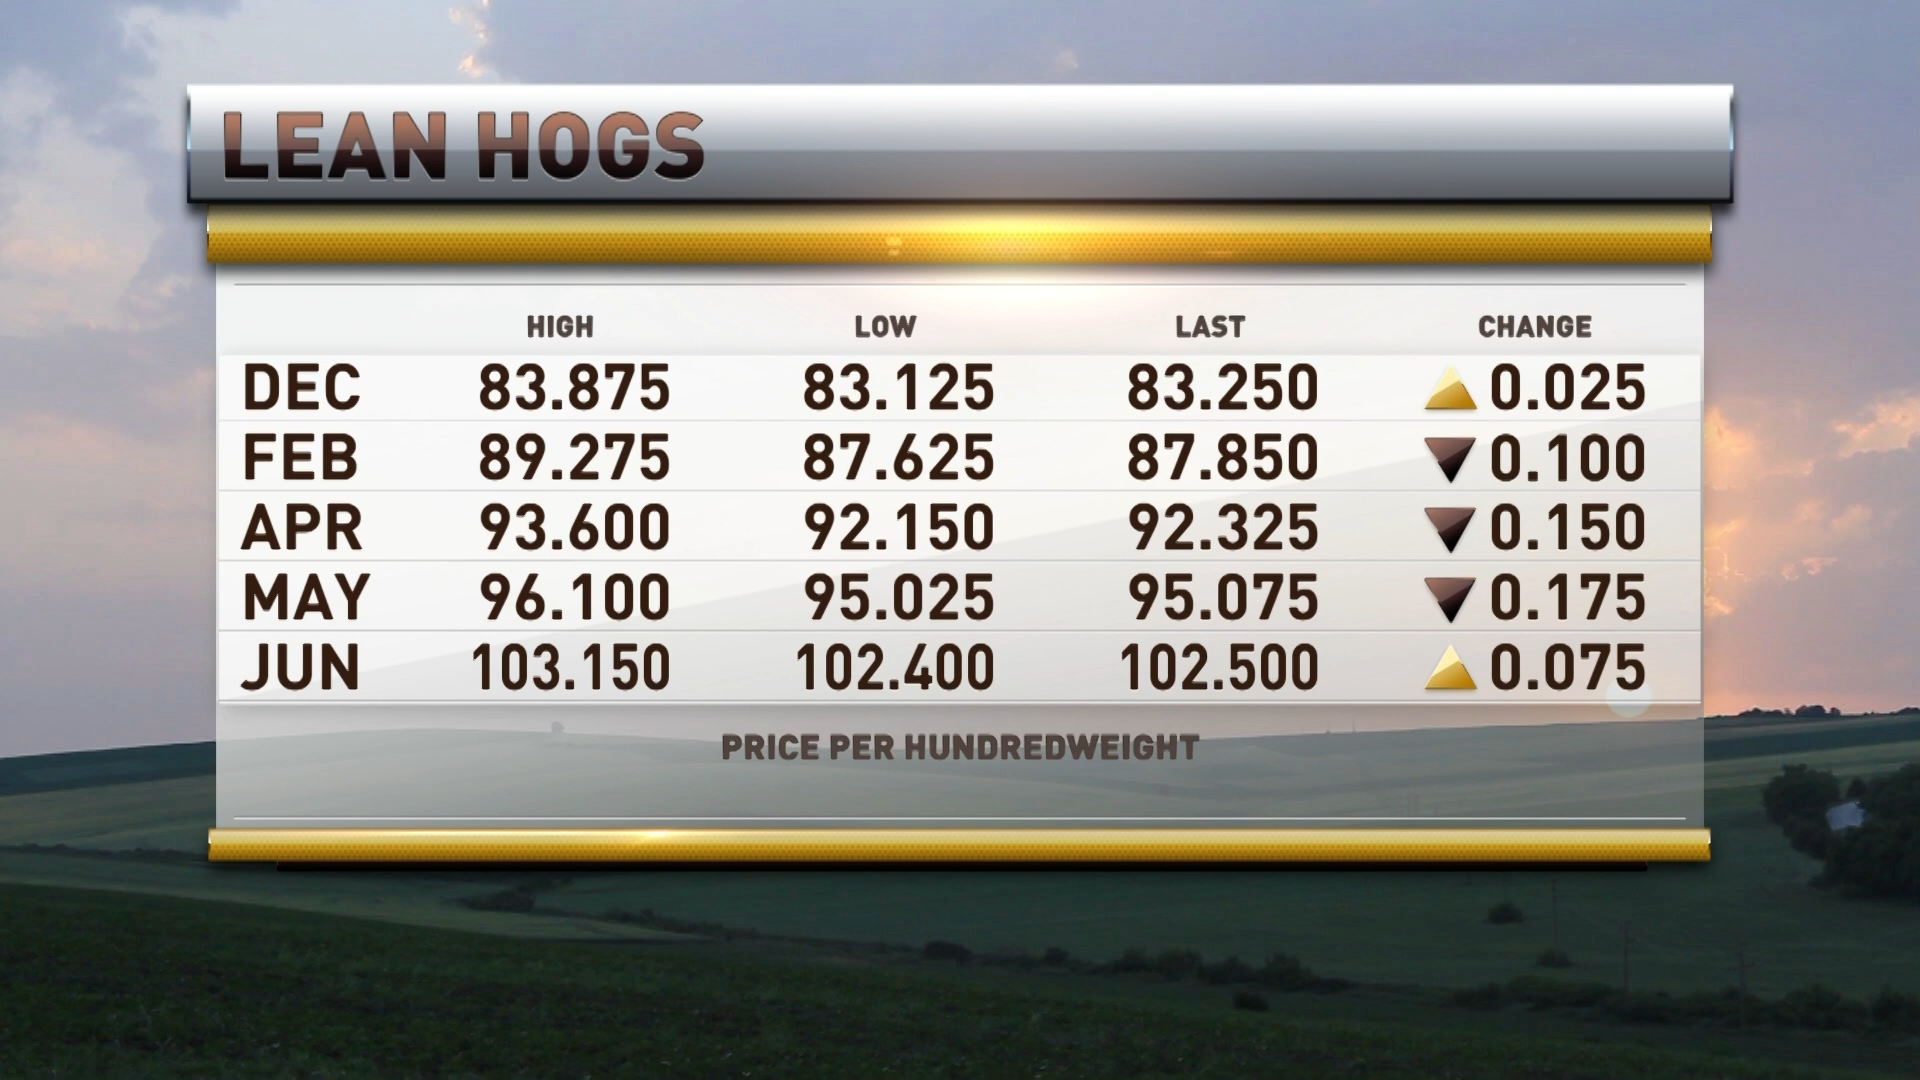 LEAN HOGS
HIGH LOW LAST CHANGE
DEC 83.875 83.125 83.250 0.025
FEB 89.275 87.625 87.850 0.100
APR 93.600 92.150 92.325 0.150
MAY 96.100 95.025 95.075 0.175
JUN 103.150 102.400 102.500 0.075
PRICE PER HUNDREDWEIGHT